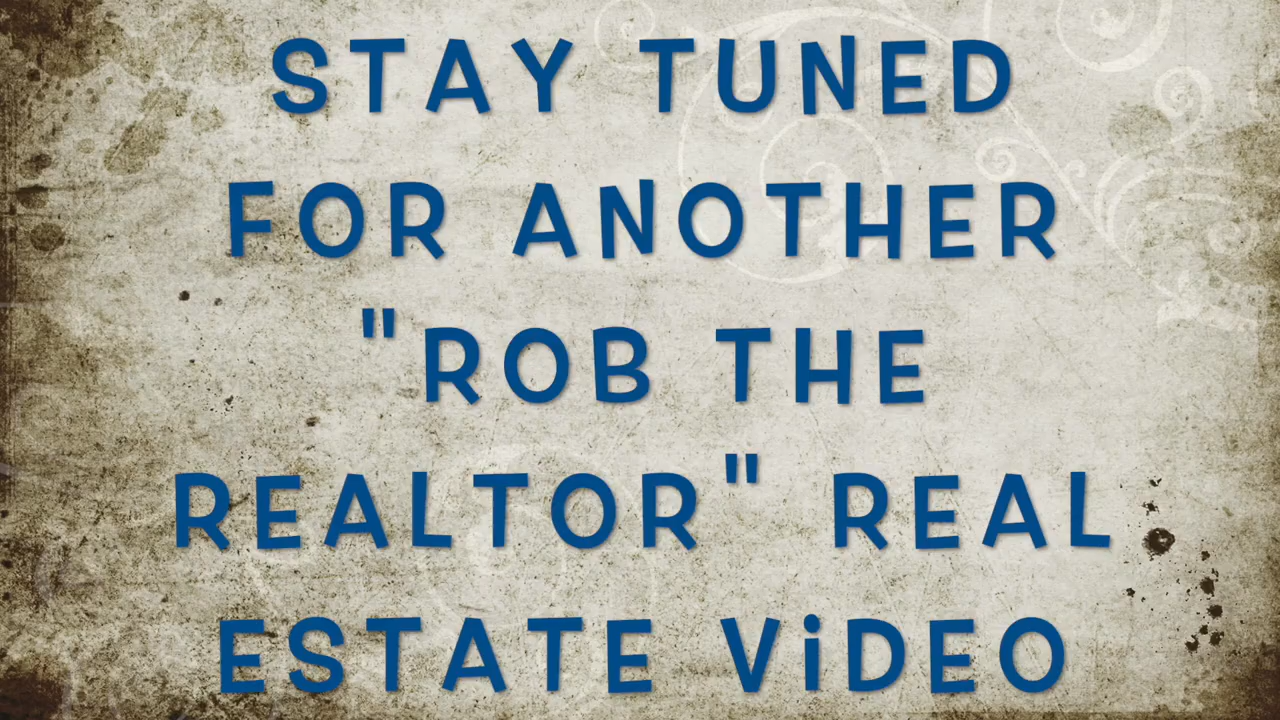 STAY TUNED
FOR ANOTHER
"ROB THE
REALTOR" REAL
ESTATE ViDEO